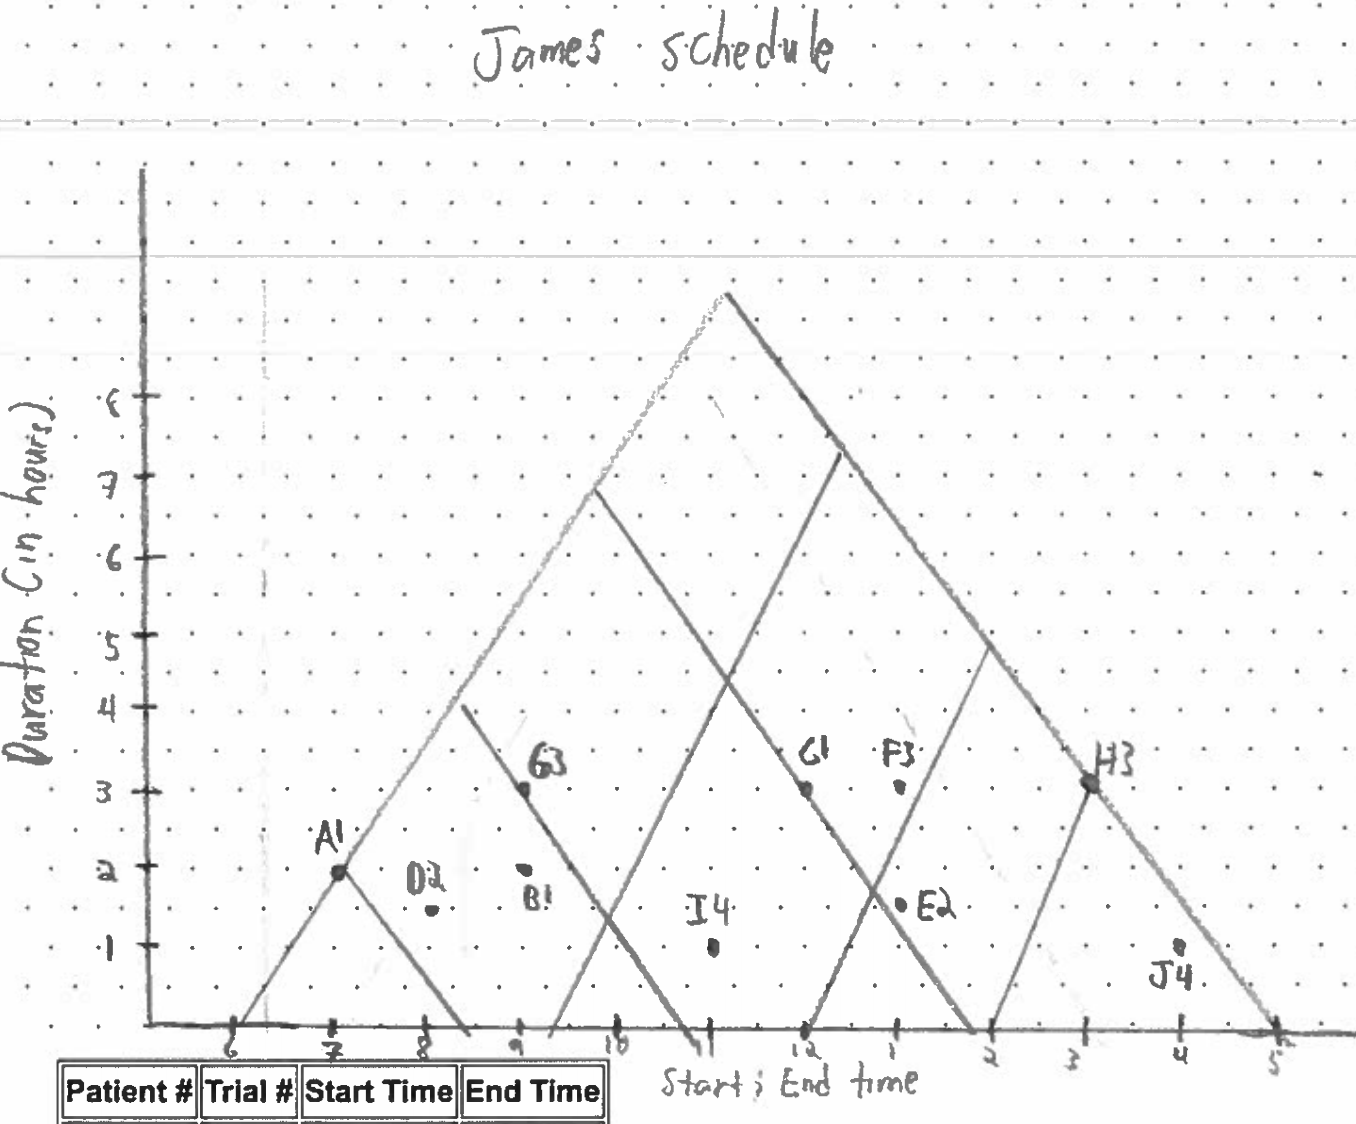 James schedule
Duration (in hours)
8
7
6
5
4
3
2
1
G3
G1
F3
H3
A1
D2
B1
I4
E2
J4
6 7 8 9 10 11 12 1 2 3 4 5
Start ; End time
Patient # Trial # Start Time End Time